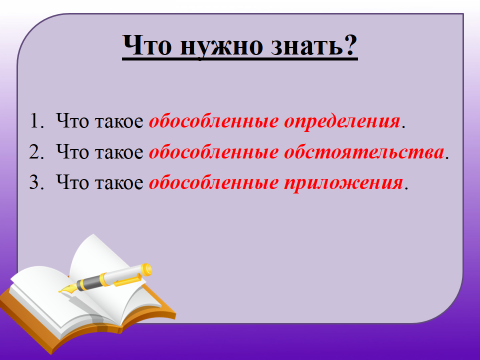 Что нужно знать?
1. Что такое обособленные определения.
2. Что такое обособленные обстоятельства.
3. Что такое обособленные приложения.